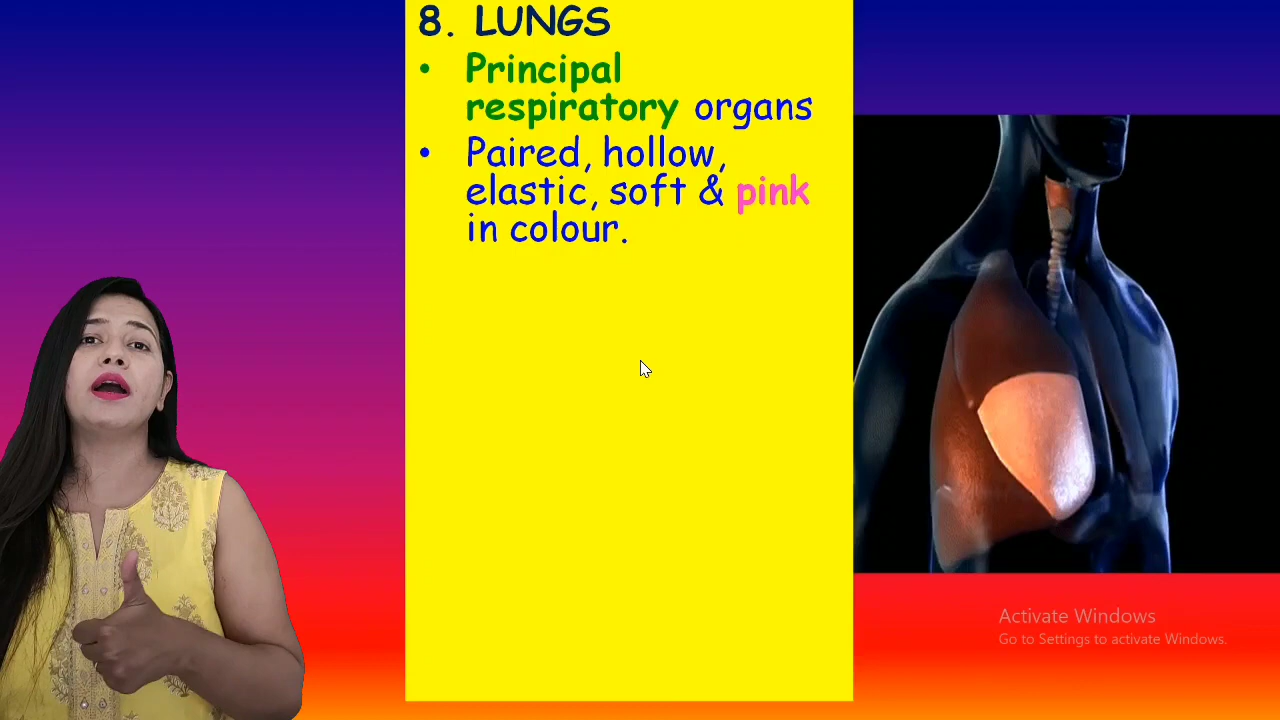 8. LUNGS
• Principal
respiratory organs
• Paired, hollow,
elastic, soft & pink
in colour.
Activate Windows
Go to Settings to activate Windows.